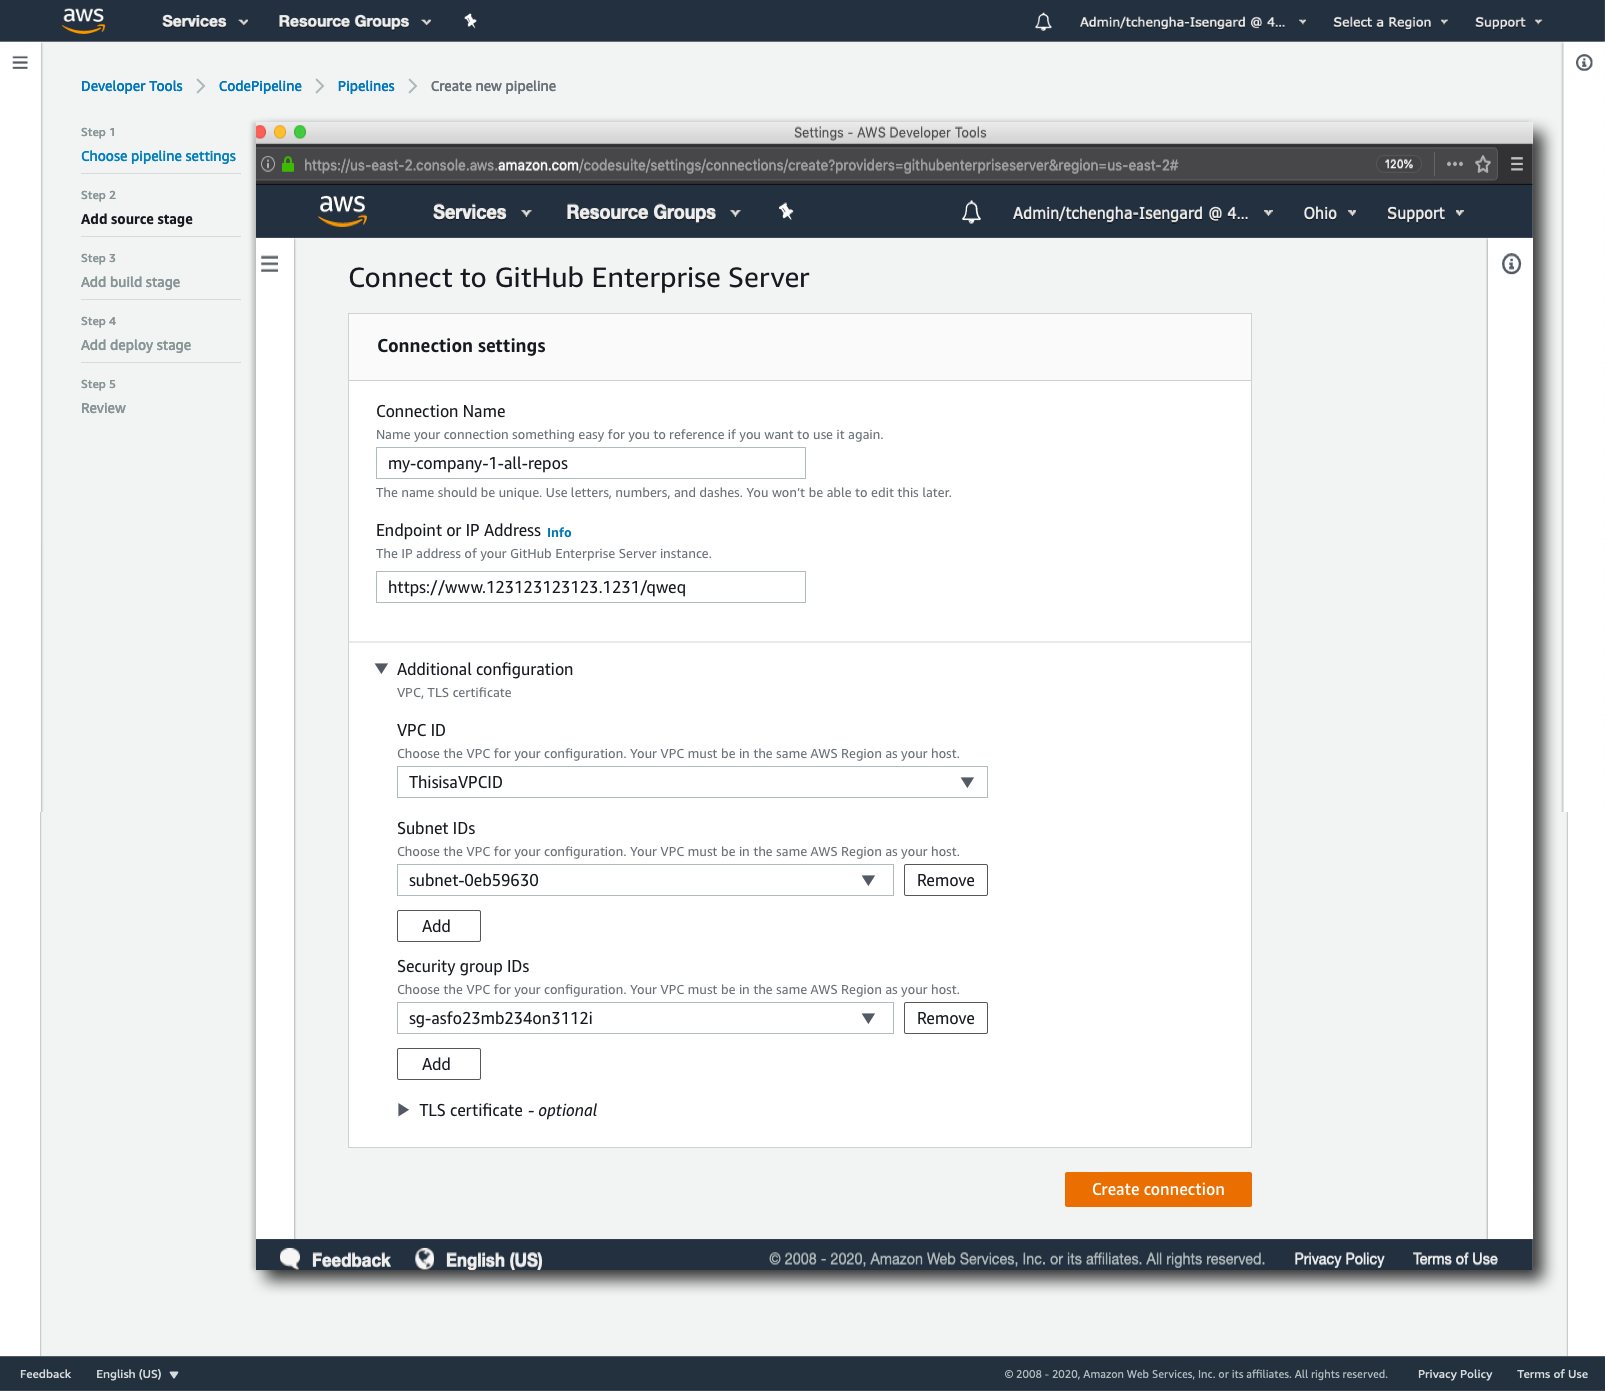 aws Services Resource Groups Admin/tchengha-Isengard @ 4... Select a Region Support
Developer Tools CodePipeline Pipelines Create new pipeline
Step 1
Choose pipeline settings
Step 2
Add source stage
Step 3
Add build stage
Step 4
Add deploy stage
Step 5
Review
Settings - AWS Developer Tools
https://us-east-2.console.aws.amazon.com/codesuite/settings/connections/create?providers=githubenterpriseserver&region=us-east-2# 120%
aws Services Resource Groups Admin/tchengha-Isengard @ 4... Ohio Support
Connect to GitHub Enterprise Server
Connection settings
Connection Name
Name your connection something easy for you to reference if you want to use it again.
my-company-1-all-repos
The name should be unique. Use letters, numbers, and dashes. You won't be able to edit this later.
Endpoint or IP Address Info
The IP address of your GitHub Enterprise Server instance.
https://www.123123123123.1231/qweq
Additional configuration
VPC, TLS certificate
VPC ID
Choose the VPC for your configuration. Your VPC must be in the same AWS Region as your host.
ThisisaVPCID
Subnet IDs
Choose the VPC for your configuration. Your VPC must be in the same AWS Region as your host.
subnet-0eb59630 Remove
Add
Security group IDs
Choose the VPC for your configuration. Your VPC must be in the same AWS Region as your host.
sg-asfo23mb234on3112i Remove
Add
TLS certificate - optional
Create connection
Feedback English (US) © 2008 - 2020, Amazon Web Services, Inc. or its affiliates. All rights reserved. Privacy Policy Terms of Use
Feedback English (US) © 2008 - 2020, Amazon Web Services, Inc. or its affiliates. All rights reserved. Privacy Policy Terms of Use